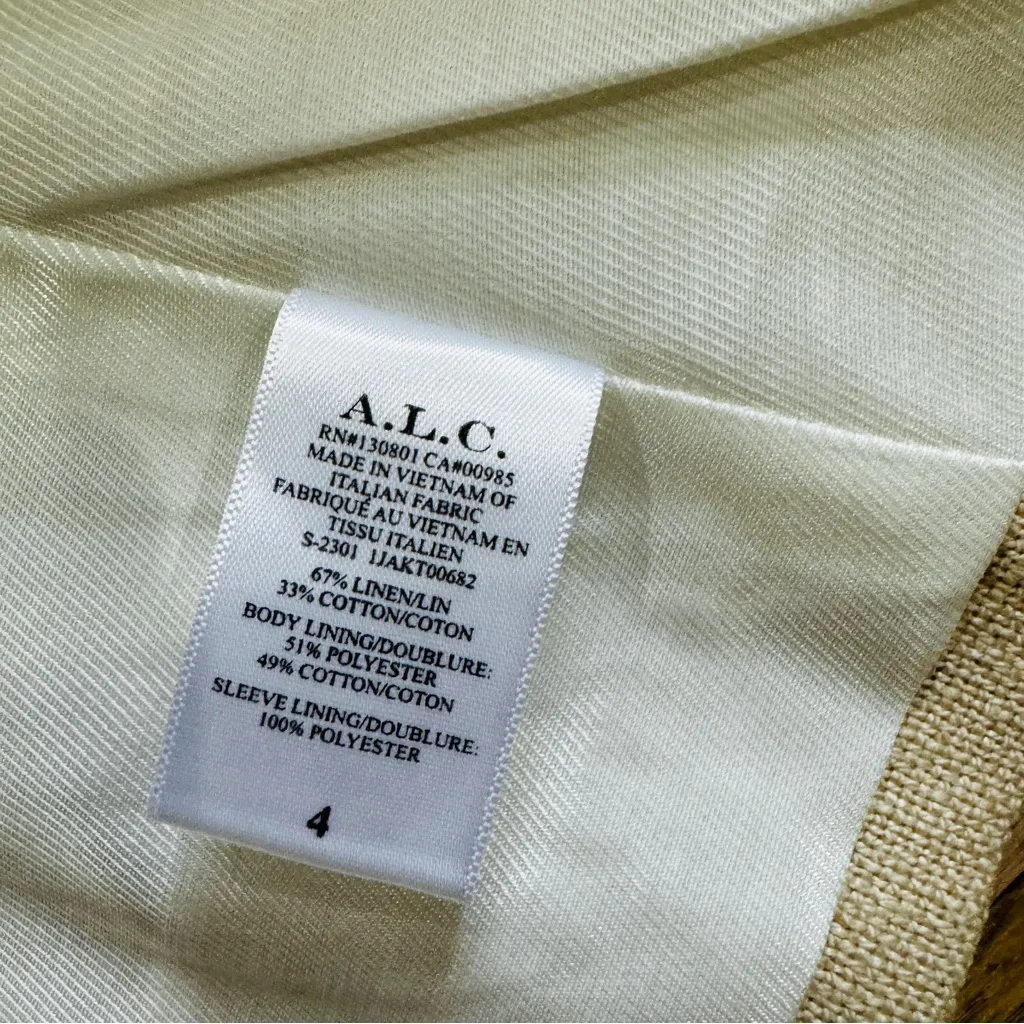 A.L.C.
RN#130801 CA#00985
MADE IN VIETNAM OF
ITALIAN FABRIC
FABRIQUÉ AU VIETNAM EN
TISSU ITALIEN
S-2301 1JAKT00682
67% LINEN/LIN
33% COTTON/COTON
BODY LINING/DOUBLURE:
51% POLYESTER
49% COTTON/COTON
SLEEVE LINING/DOUBLURE:
100% POLYESTER
4